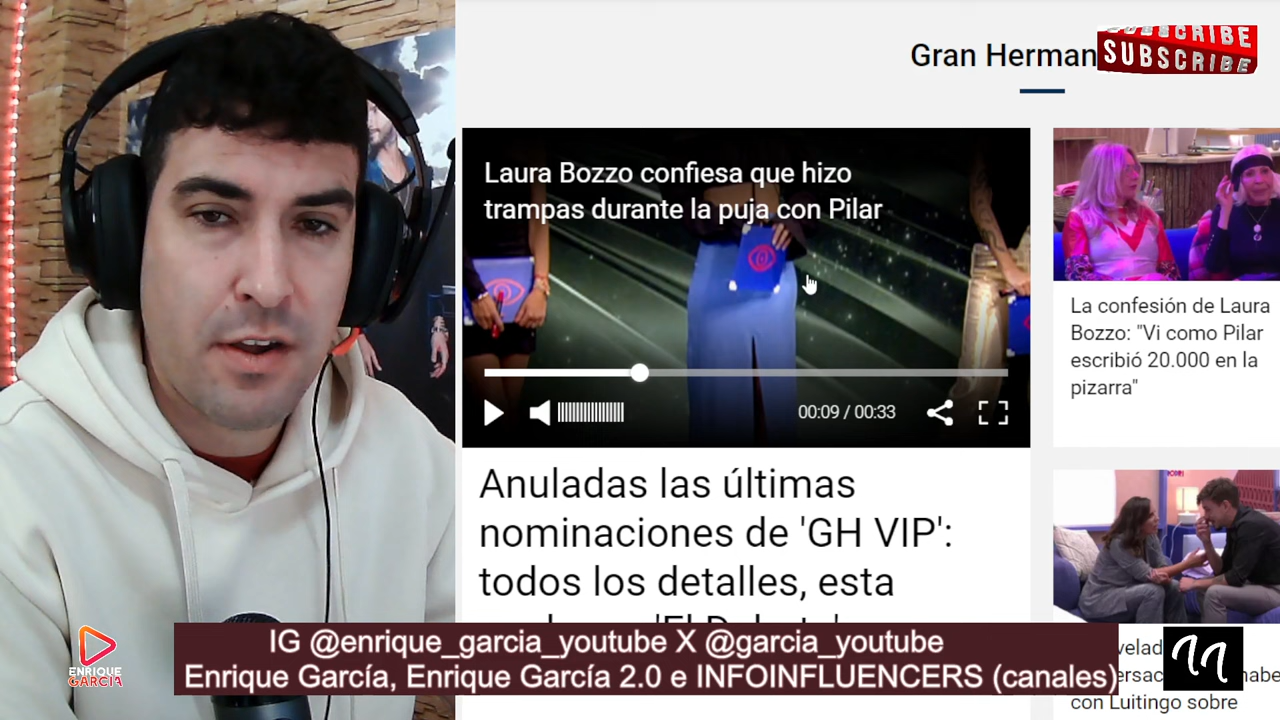 Gran Herman
SUBSCRIBE
SUBSCRIBE
Laura Bozzo confiesa que hizo
trampas durante la puja con Pilar
00:09 / 00:33
La confesión de Laura
Bozzo: "Vi como Pilar
escribió 20.000 en la
pizarra"
Anuladas las últimas
nominaciones de 'GH VIP':
todos los detalles, esta
con Luitingo sobre
IG @enrique_garcia_youtube X @garcia_youtube
Enrique García, Enrique García 2.0 e INFOINFLUENCERS (canales)
ENRIQUE
GARCÍA